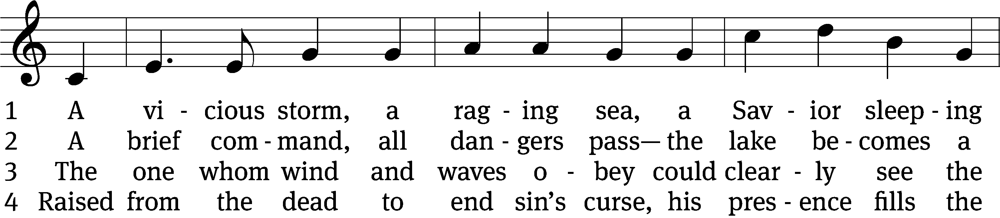 1 A vi - cious storm, a rag - ing sea, a Sav - ior sleep - ing
2 A brief com - mand, all dan - gers pass— the lake be - comes a
3 The one whom wind and waves o - bey could clear - ly see the
4 Raised from the dead to end sin’s curse, his pres - ence fills the